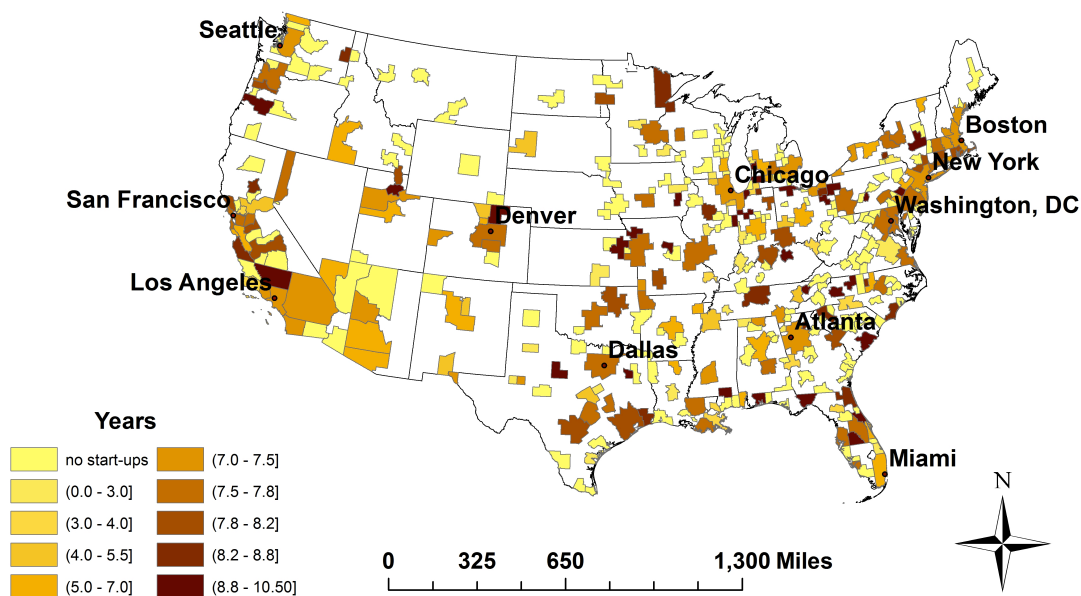 Seattle
Boston
New York
Chicago
San Francisco
Washington, DC
Denver
Los Angeles
Atlanta
Dallas
Miami
Years
no start-ups
(0.0 - 3.0]
(3.0 - 4.0]
(4.0 - 5.5]
(5.0 - 7.0]
(7.0 - 7.5]
(7.5 - 7.8]
(7.8 - 8.2]
(8.2 - 8.8]
(8.8 - 10.50]
0 325 650 1,300 Miles
N